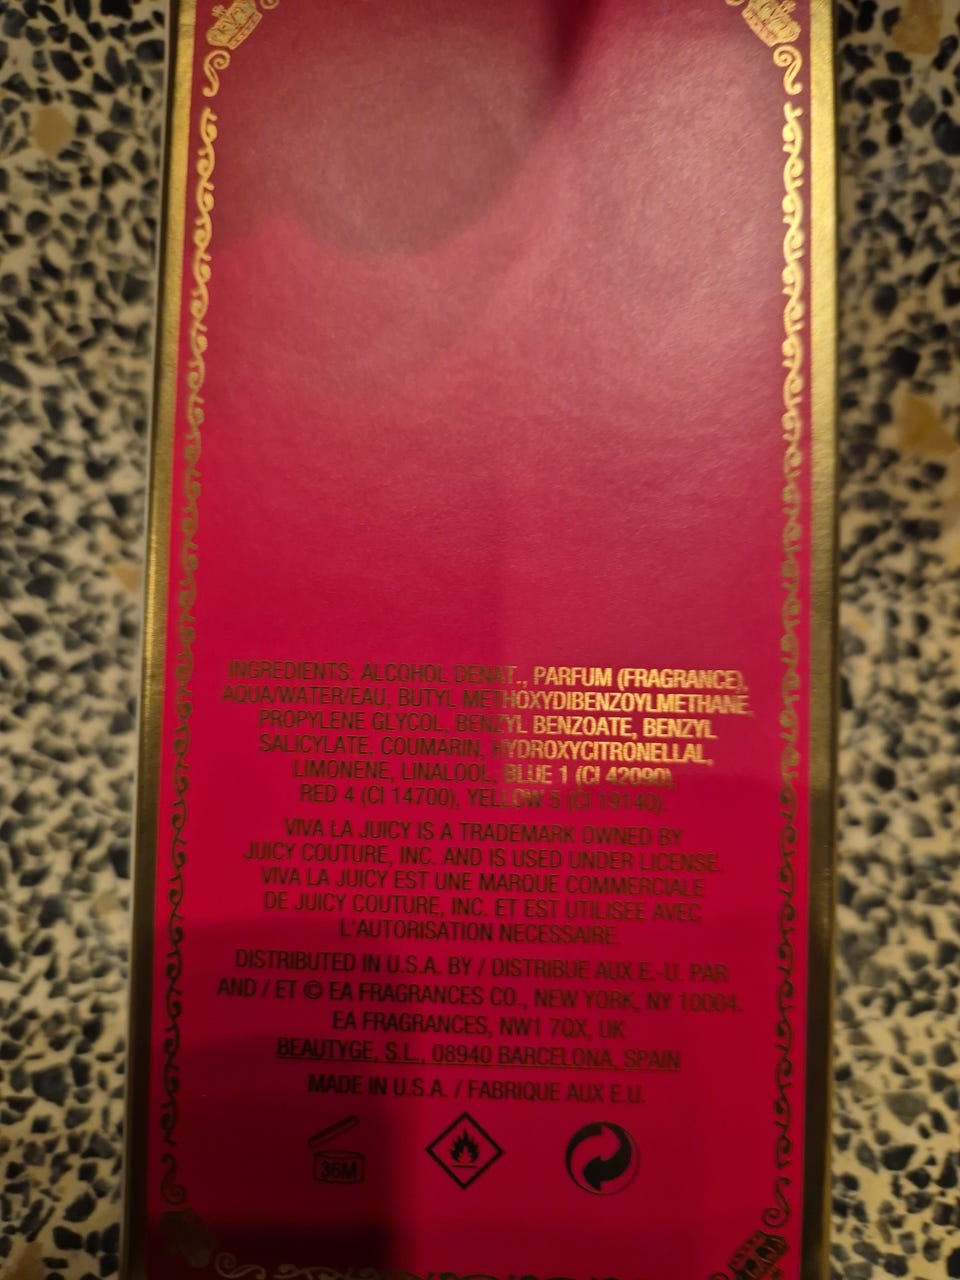 INGREDIENTS: ALCOHOL DENAT., PARFUM (FRAGRANCE),
AQUA/WATER/EAU, BUTYL METHOXYDIBENZOYLMETHANE,
PROPYLENE GLYCOL, BENZYL BENZOATE, BENZYL
SALICYLATE, COUMARIN, HYDROXYCITRONELLAL,
LIMONENE, LINALOOL, BLUE 1 (CI 42090),
RED 4 (CI 14700), YELLOW 5 (CI 19140).
VIVA LA JUICY IS A TRADEMARK OWNED BY
JUICY COUTURE, INC. AND IS USED UNDER LICENSE.
VIVA LA JUICY EST UNE MARQUE COMMERCIALE
DE JUICY COUTURE, INC. ET EST UTILISEE AVEC
L'AUTORISATION NECESSAIRE.
DISTRIBUTED IN U.S.A. BY / DISTRIBUE AUX E.-U. PAR
AND / ET © EA FRAGRANCES CO., NEW YORK, NY 10004.
EA FRAGRANCES, NW1 7QX, UK
BEAUTYGE, S.L., 08940 BARCELONA, SPAIN
MADE IN U.S.A. / FABRIQUE AUX E.U.
36M